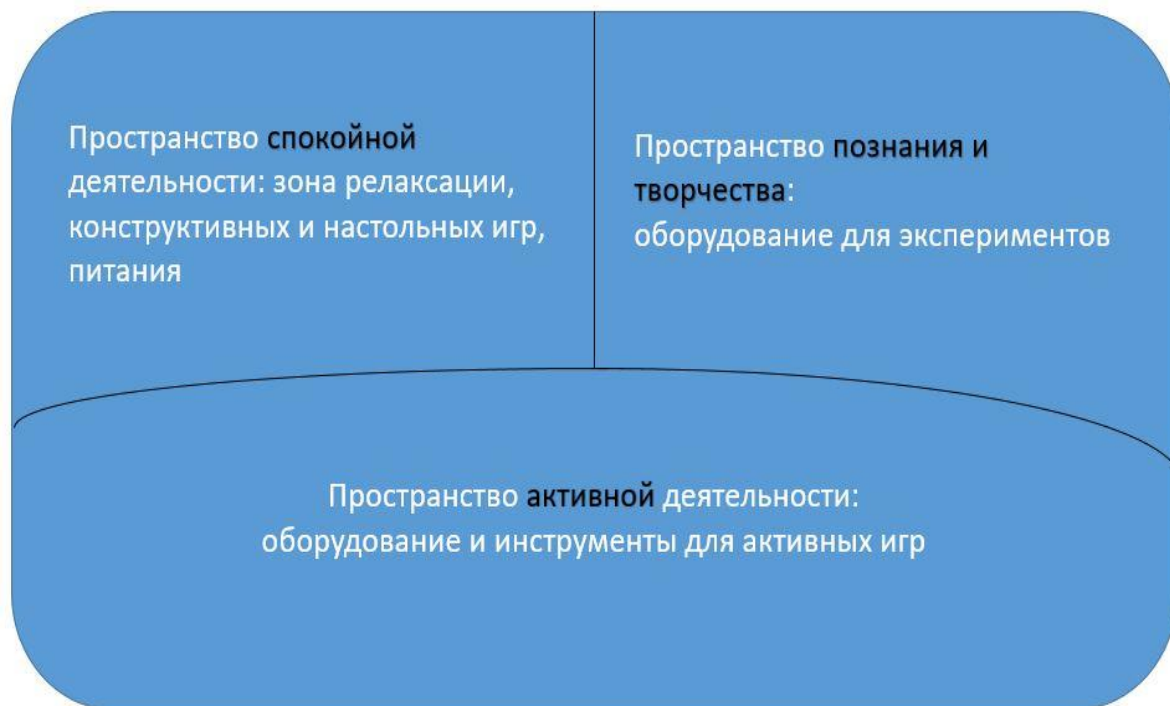 Пространство спокойной
деятельности: зона релаксации,
конструктивных и настольных игр,
питания
Пространство познания и
творчества:
оборудование для экспериментов
Пространство активной деятельности:
оборудование и инструменты для активных игр